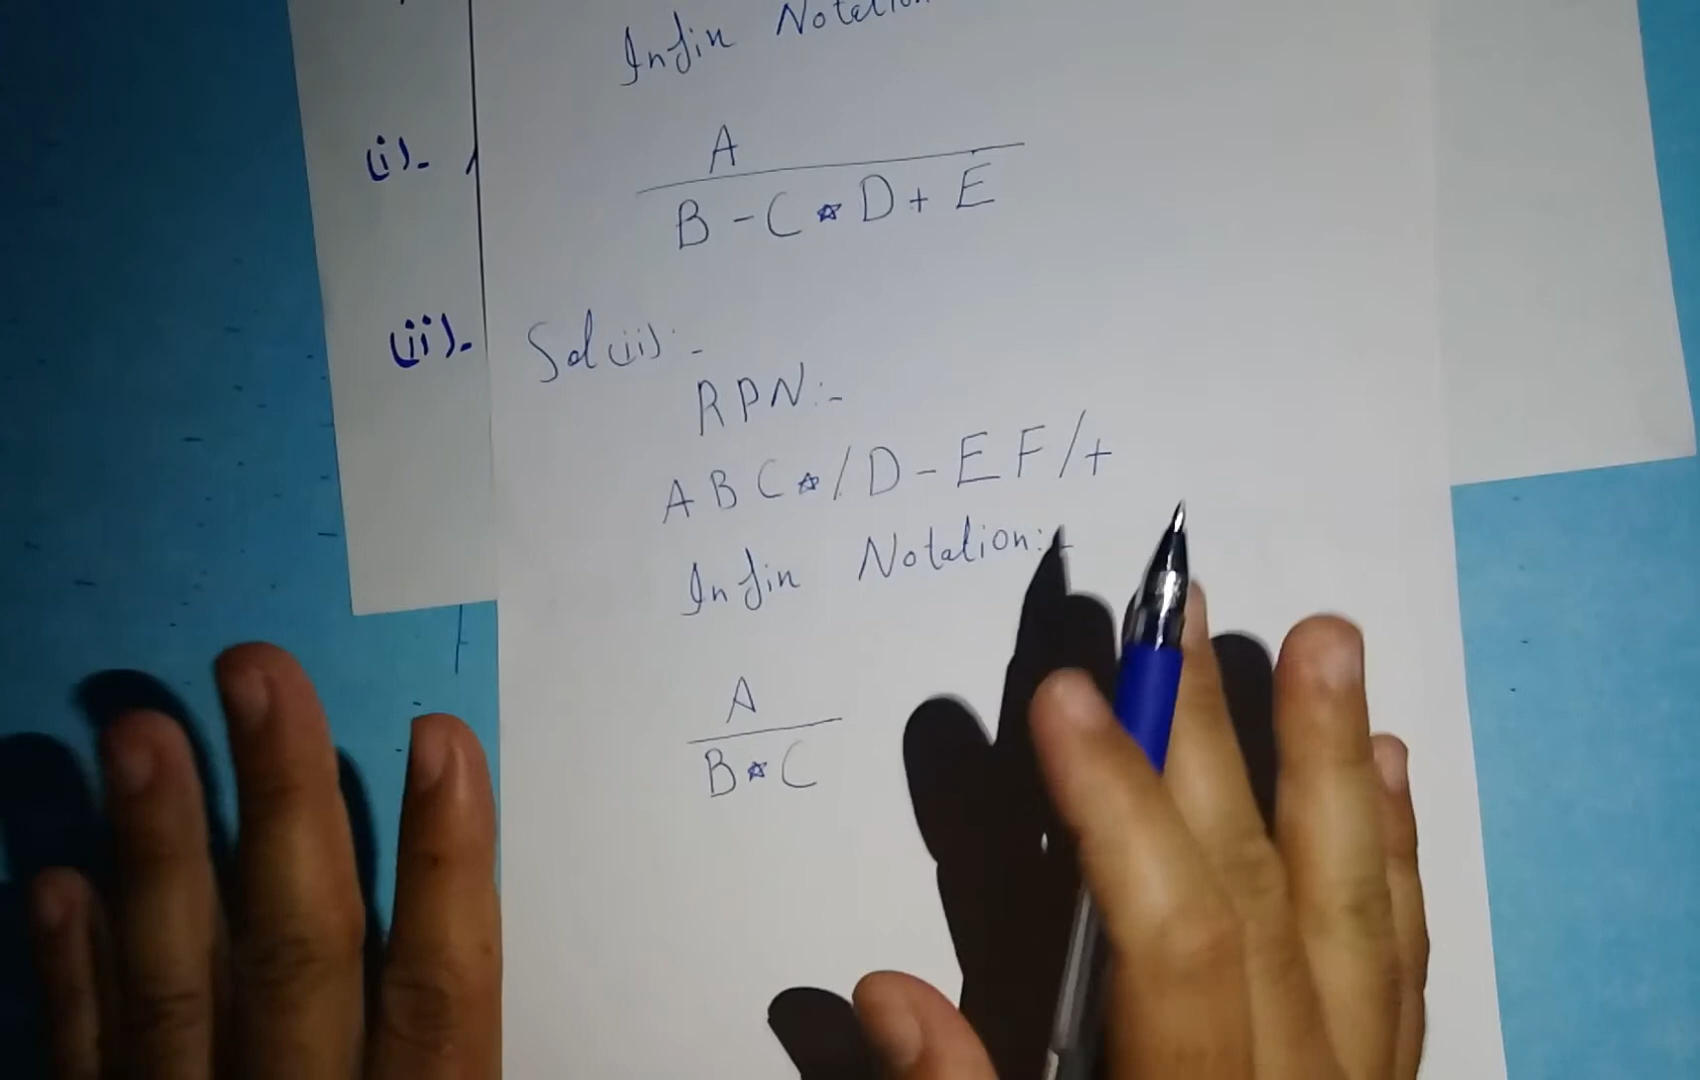 Infix Notation
(i)-
A
B - C * D + E
(ii)-
Sol (ii) :-
RPN :-
A B C * / D - E F / +
Infix Notation :-
A
B * C